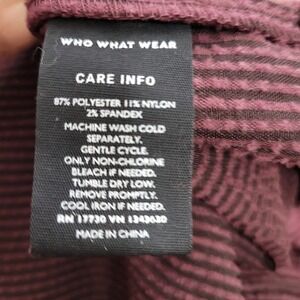 WHO WHAT WEAR
CARE INFO
87% POLYESTER 11% NYLON
2% SPANDEX
MACHINE WASH COLD
SEPARATELY.
GENTLE CYCLE.
ONLY NON-CHLORINE
BLEACH IF NEEDED.
TUMBLE DRY LOW.
REMOVE PROMPTLY.
COOL IRON IF NEEDED.
RN 17730 VN 1243620
MADE IN CHINA